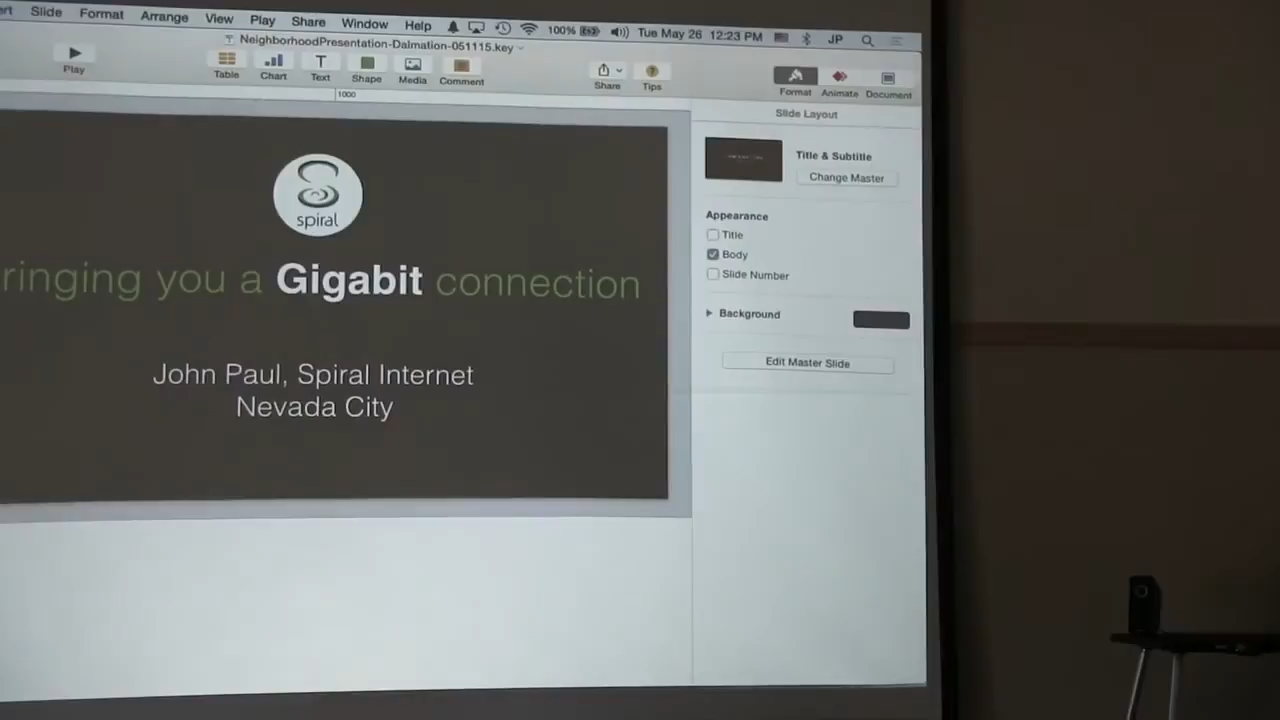 Slide Format Arrange View Play Share Window Help 100% Tue May 26 12:23 PM JP
NeighborhoodPresentation-Dalmation-051115.key
Play Table Chart Text Shape Media Comment Share Tips Format Animate Document
1000
Slide Layout
Title & Subtitle
Change Master
Appearance
Title
Body
Slide Number
Background
Edit Master Slide
spiral
ringing you a Gigabit connection
John Paul, Spiral Internet
Nevada City